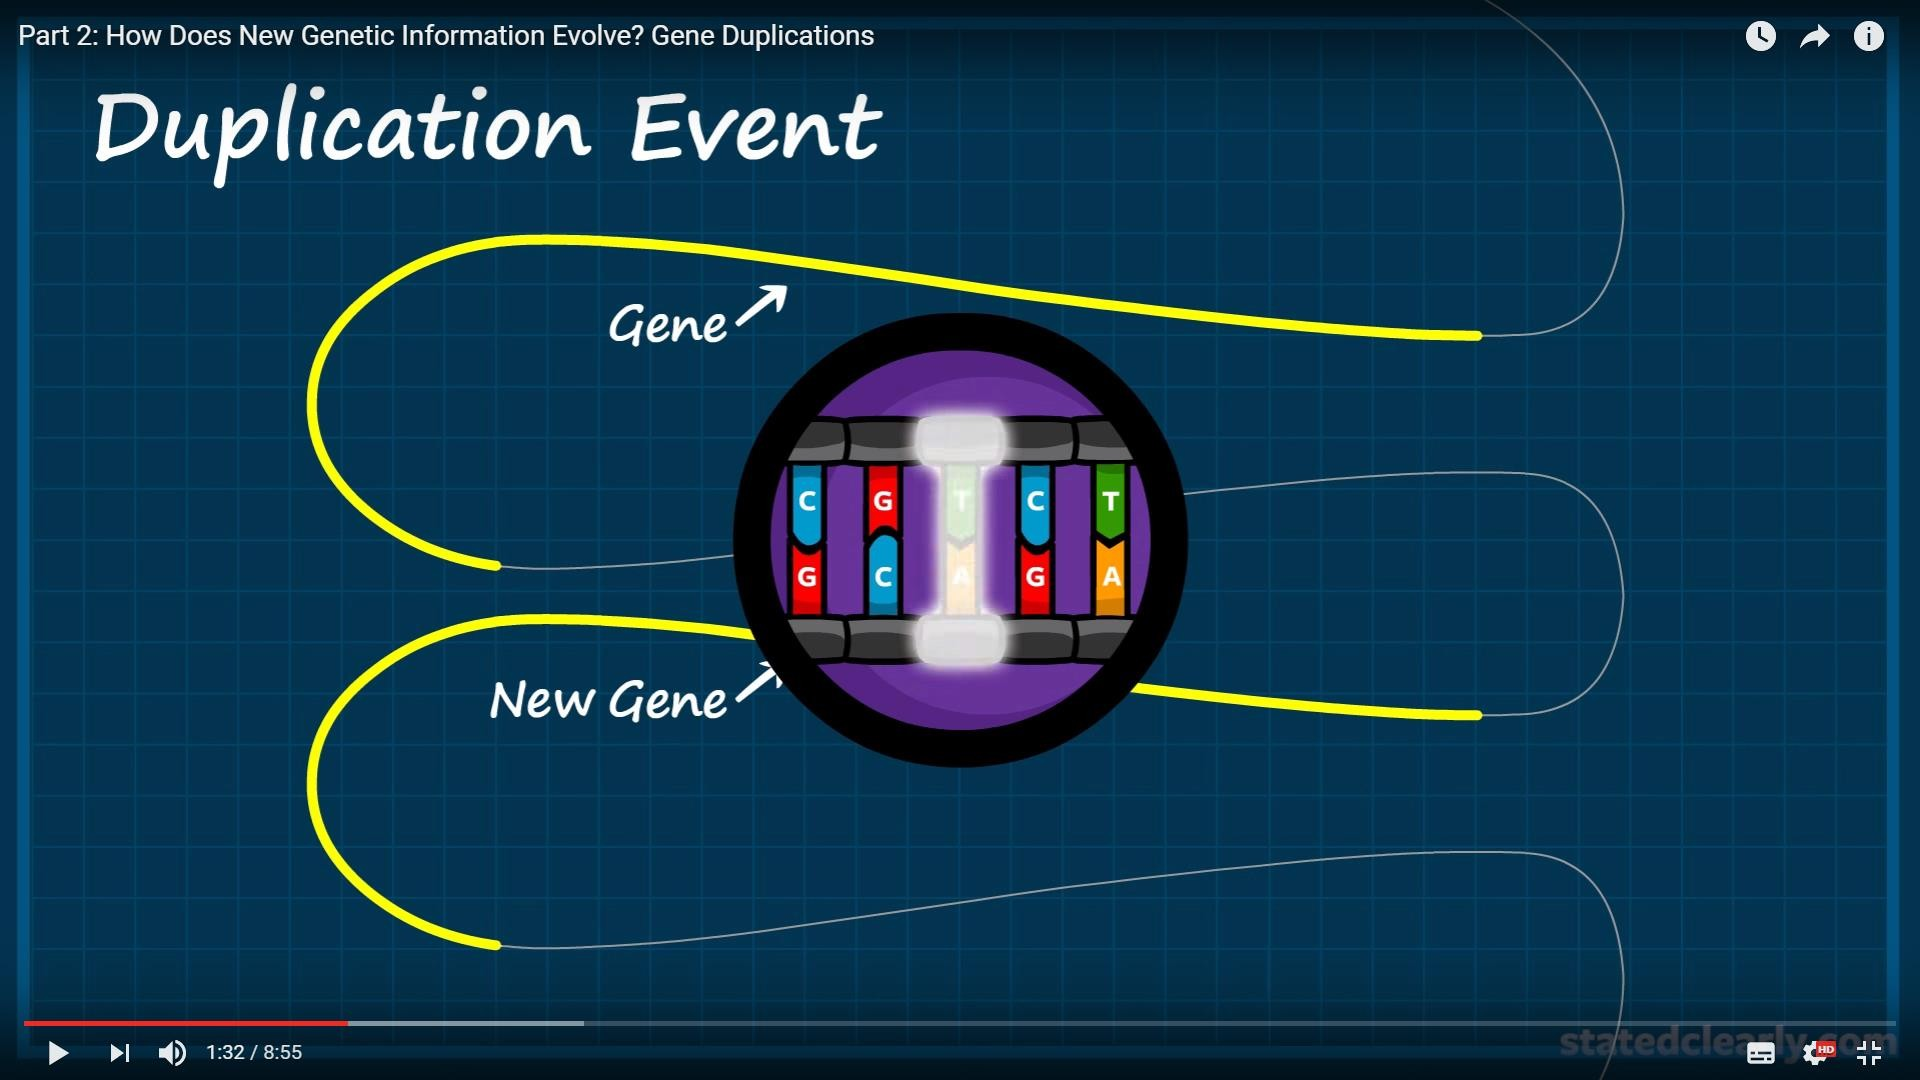 Part 2: How Does New Genetic Information Evolve? Gene Duplications
Duplication Event
Gene
C G T C T
G C A G A
New Gene
1:32 / 8:55
HD
statedclearly.com